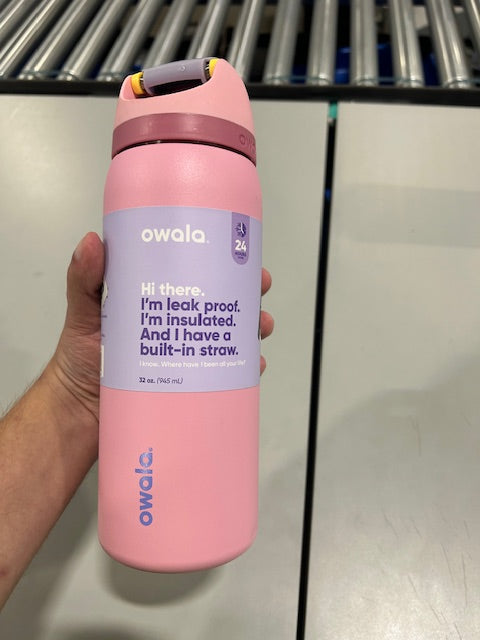 owala.
24
Hi there.
I'm leak proof.
I'm insulated.
And I have a
built-in straw.
I know. Where have I been all your life?
32 oz. (945 mL)
owala.